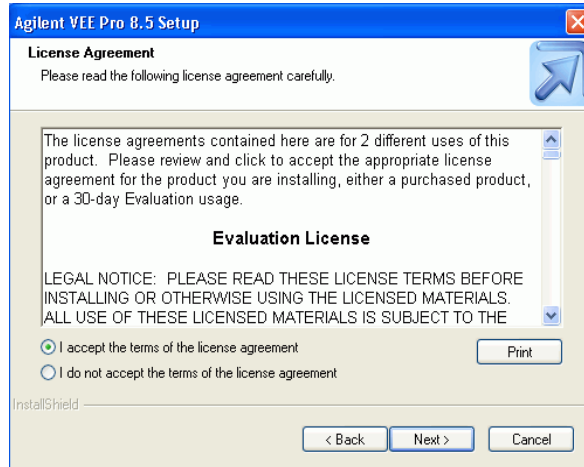 Agilent VEE Pro 8.5 Setup
License Agreement
Please read the following license agreement carefully.
The license agreements contained here are for 2 different uses of this
product.  Please review and click to accept the appropriate license
agreement for the product you are installing, either a purchased product,
or a 30-day Evaluation usage.
Evaluation License
LEGAL NOTICE:  PLEASE READ THESE LICENSE TERMS BEFORE
INSTALLING OR OTHERWISE USING THE LICENSED MATERIALS.
ALL USE OF THESE LICENSED MATERIALS IS SUBJECT TO THE
I accept the terms of the license agreement
Print
I do not accept the terms of the license agreement
InstallShield
< Back
Next >
Cancel